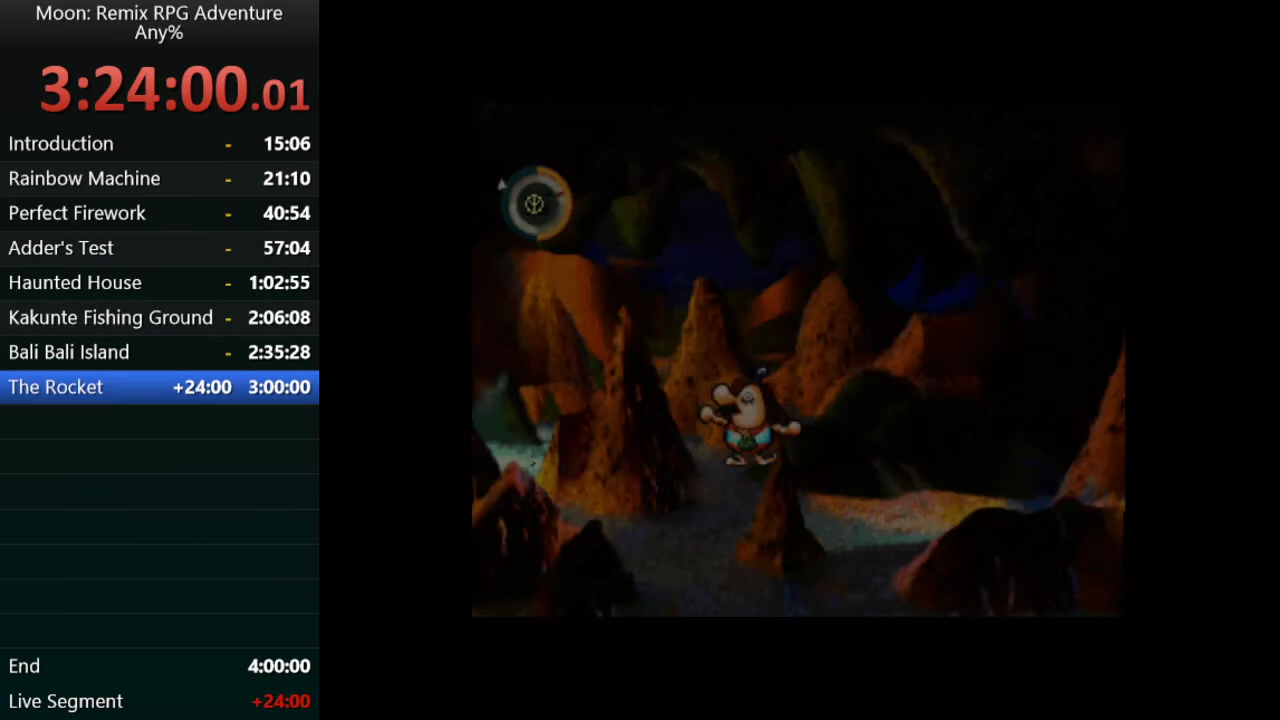 Moon: Remix RPG Adventure
Any%
3:24:00.01
Introduction - 15:06
Rainbow Machine - 21:10
Perfect Firework - 40:54
Adder's Test - 57:04
Haunted House - 1:02:55
Kakunte Fishing Ground - 2:06:08
Bali Bali Island - 2:35:28
The Rocket +24:00 3:00:00
End 4:00:00
Live Segment +24:00